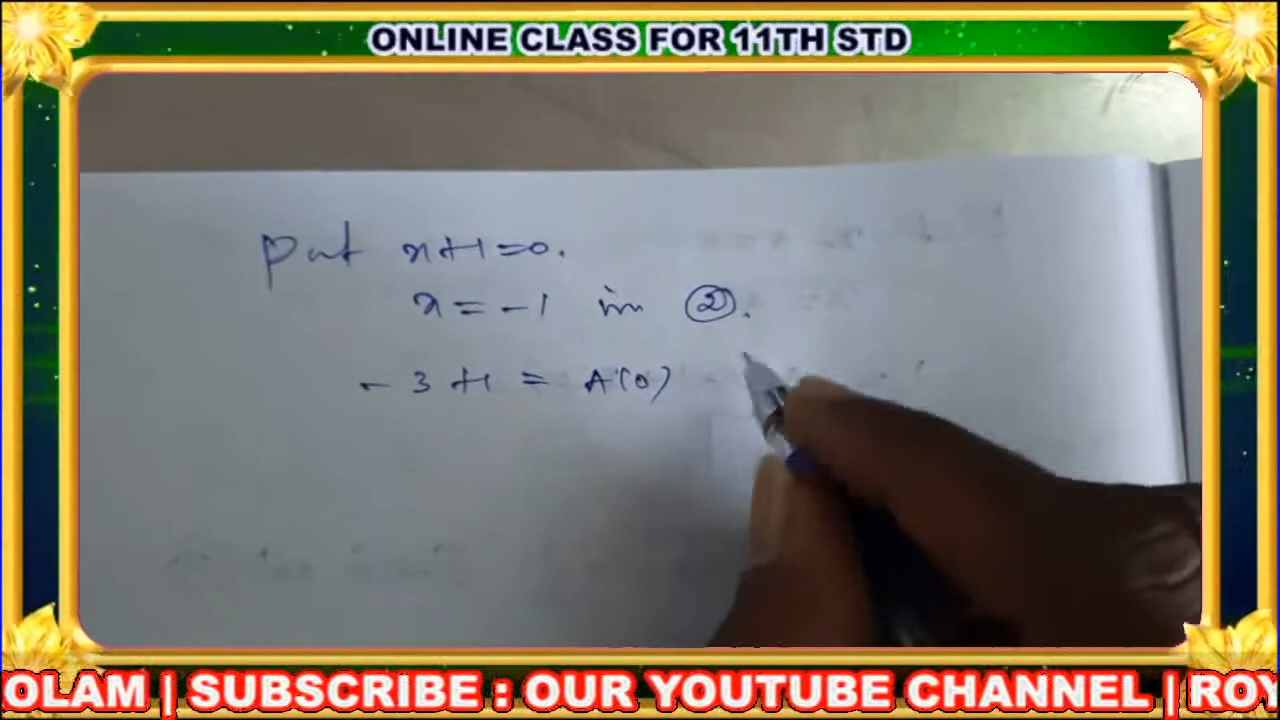 ONLINE CLASS FOR 11TH STD
Put x+1=0.
x = -1 in ②.
-3+1 = A(0)
OLAM | SUBSCRIBE : OUR YOUTUBE CHANNEL | ROY